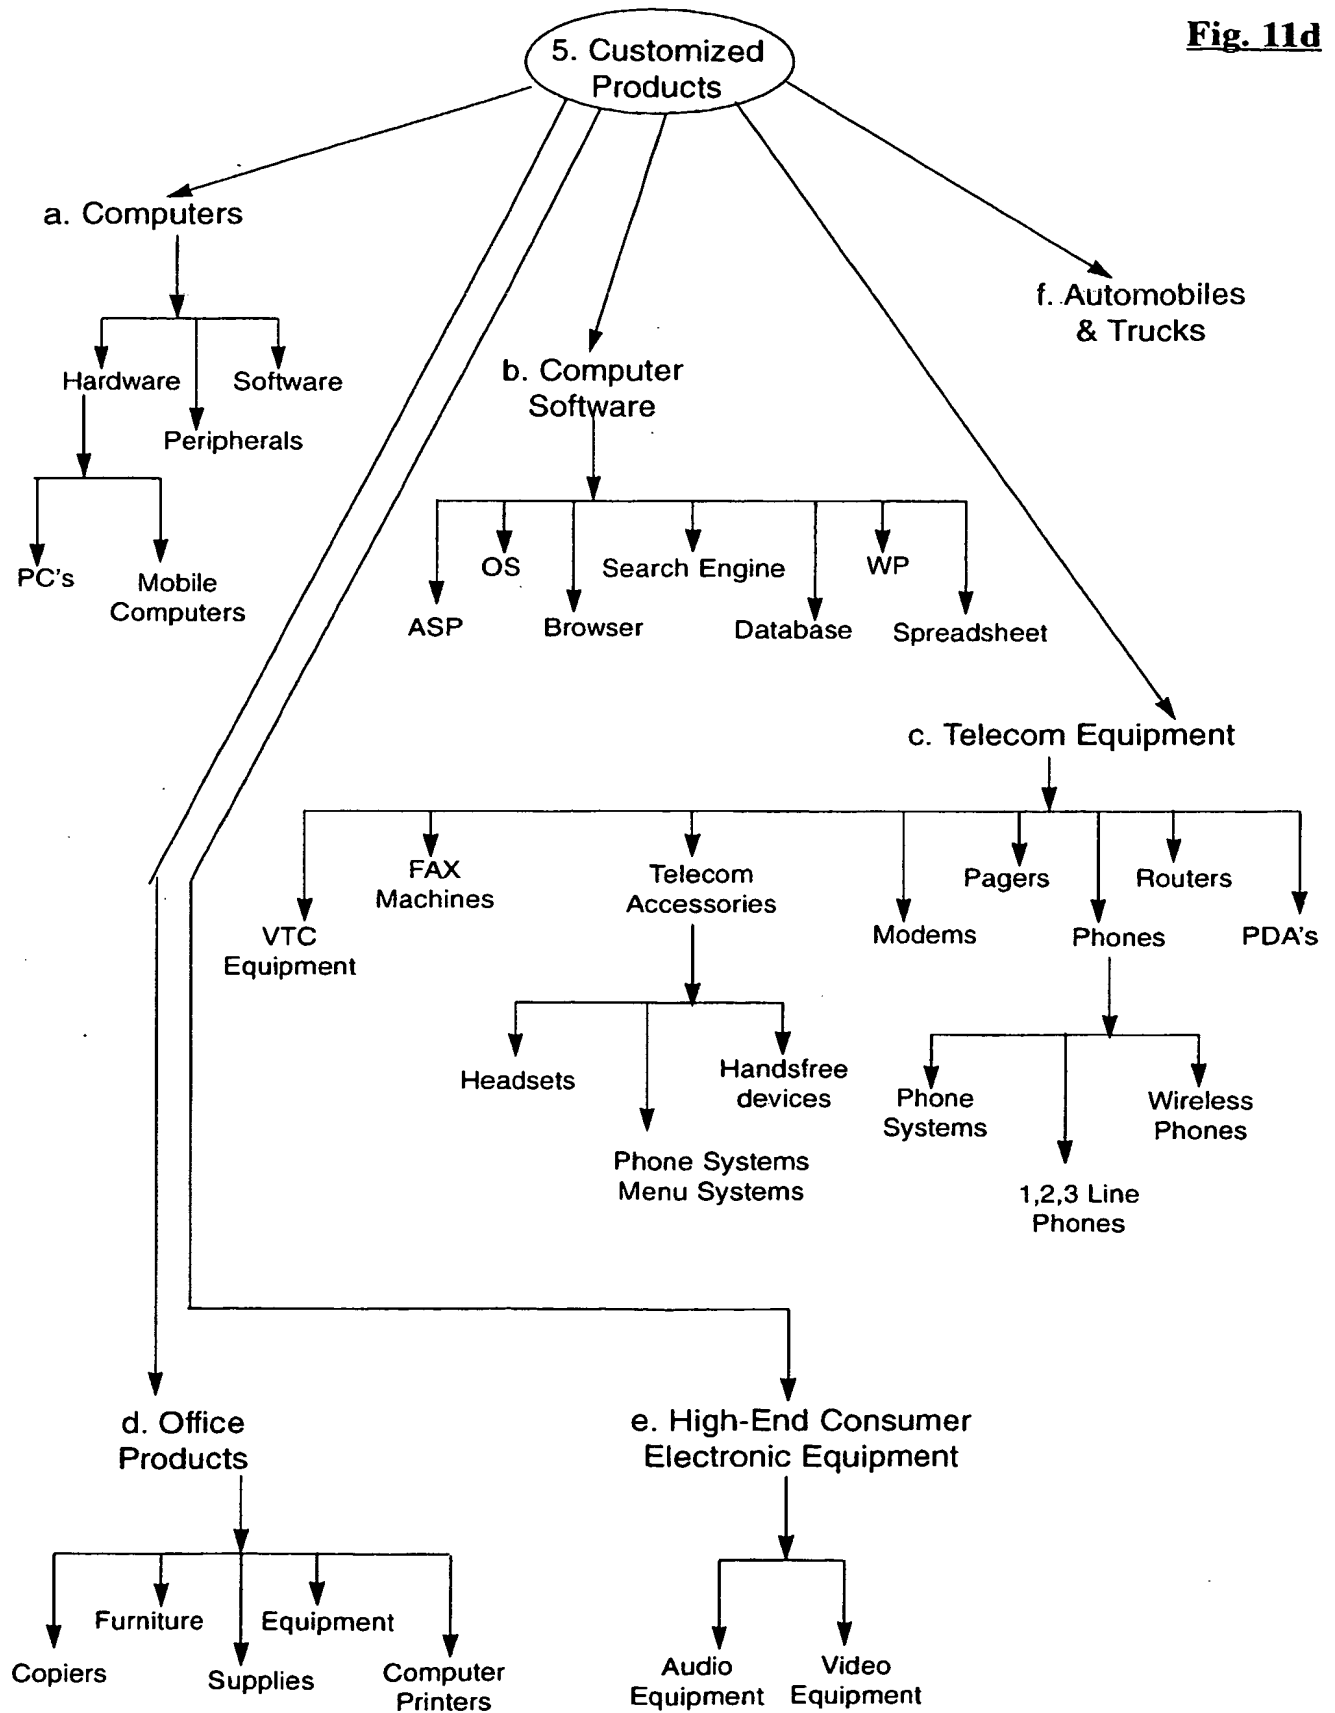 Fig. 11d
5. Customized
Products
a. Computers
Hardware
Software
Peripherals
PC's
Mobile
Computers
f. Automobiles
& Trucks
b. Computer
Software
OS
Search Engine
WP
ASP
Browser
Database
Spreadsheet
c. Telecom Equipment
FAX
Machines
Telecom
Accessories
Pagers
Routers
VTC
Equipment
Modems
Phones
PDA's
Headsets
Handsfree
devices
Phone Systems
Menu Systems
Phone
Systems
Wireless
Phones
1,2,3 Line
Phones
d. Office
Products
Furniture
Equipment
Copiers
Supplies
Computer
Printers
e. High-End Consumer
Electronic Equipment
Audio
Equipment
Video
Equipment